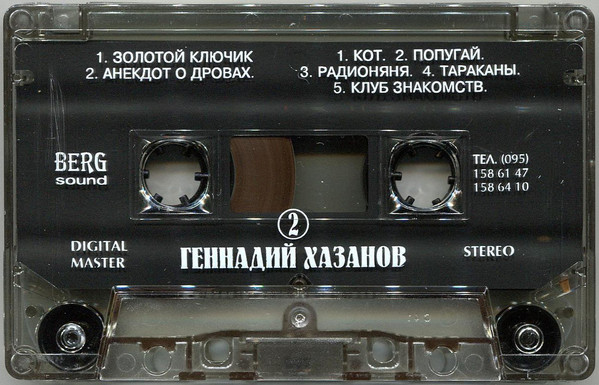 1. ЗОЛОТОЙ КЛЮЧИК
2. АНЕКДОТ О ДРОВАХ.
1. КОТ. 2. ПОПУГАЙ.
3. РАДИОНЯНЯ. 4. ТАРАКАНЫ.
5. КЛУБ ЗНАКОМСТВ.
BERG
sound
ТЕЛ. (095)
158 61 47
158 64 10
2
DIGITAL
MASTER
ГЕННАДИЙ ХАЗАНОВ
STEREO